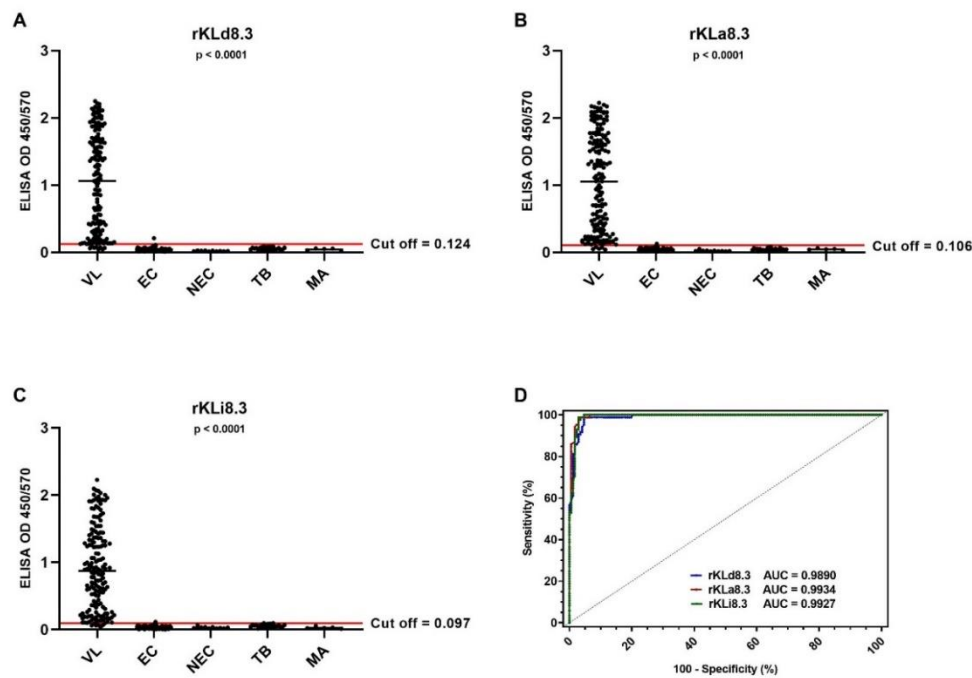 A
rKLd8.3
p < 0.0001
ELISA OD 450/570
3
2
1
0
Cut off = 0.124
VL
EC
NEC
TB
MA
B
rKLa8.3
p < 0.0001
ELISA OD 450/570
3
2
1
0
Cut off = 0.106
VL
EC
NEC
TB
MA
C
rKLi8.3
p < 0.0001
ELISA OD 450/570
3
2
1
0
Cut off = 0.097
VL
EC
NEC
TB
MA
D
Sensitivity (%)
100
80
60
40
20
0
rKLd8.3 AUC = 0.9890
rKLa8.3 AUC = 0.9934
rKLi8.3 AUC = 0.9927
0 20 40 60 80 100
100 - Specificity (%)